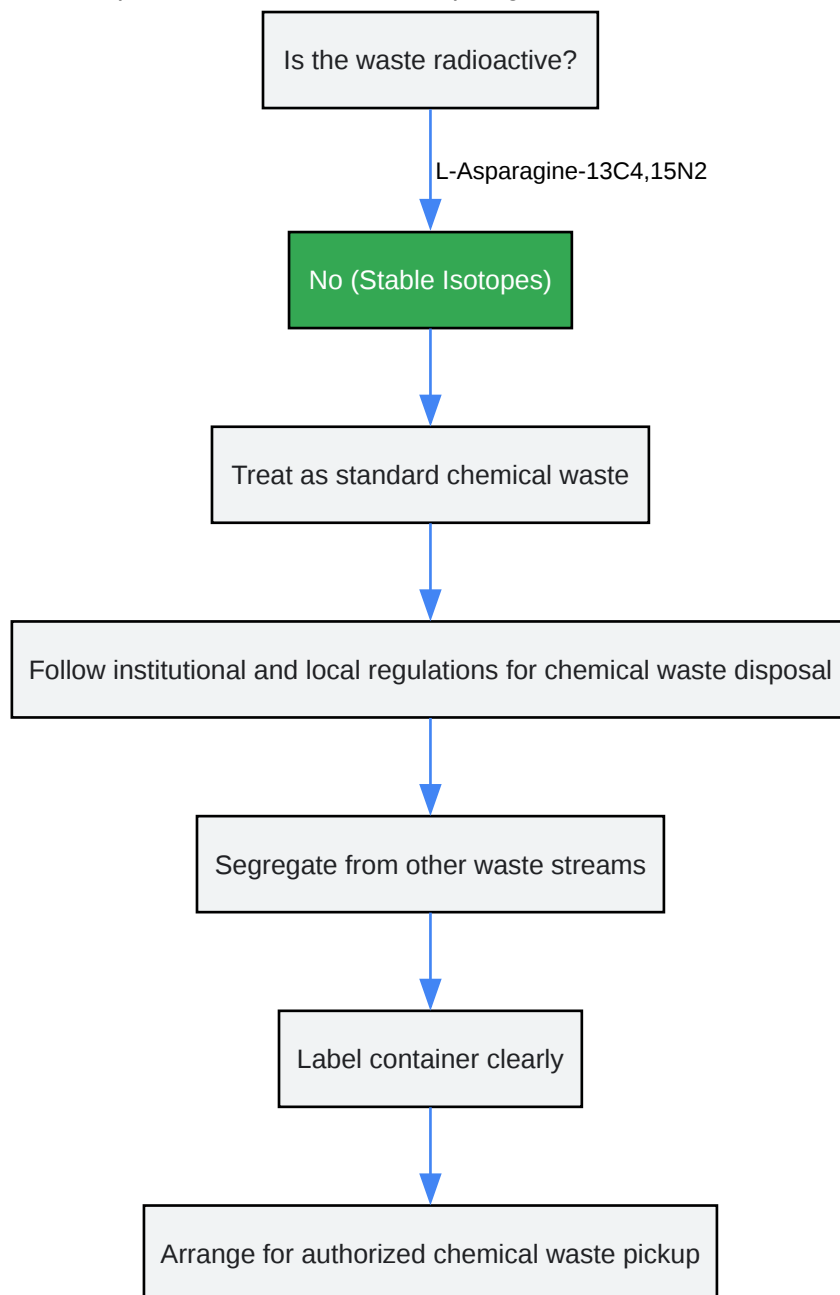 Is the waste radioactive?
L-Asparagine-13C4,15N2
No (Stable Isotopes)
Treat as standard chemical waste
Follow institutional and local regulations for chemical waste disposal
Segregate from other waste streams
Label container clearly
Arrange for authorized chemical waste pickup